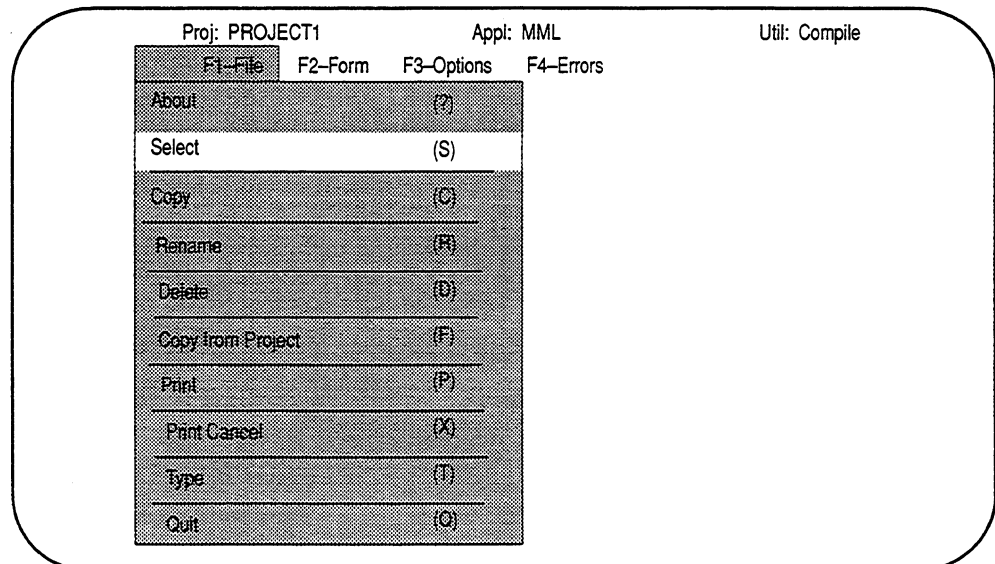 Proj: PROJECT1 Appl: MML Util: Compile
F1–File F2–Form F3–Options F4–Errors
About (?)
Select (S)
Copy (C)
Rename (R)
Delete (D)
Copy from Project (F)
Print (P)
Print Cancel (X)
Type (T)
Quit (Q)